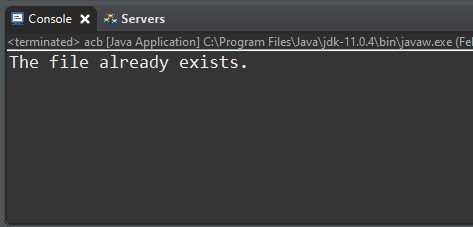 Console Servers
<terminated> acb [Java Application] C:\Program Files\Java\jdk-11.0.4\bin\javaw.exe (Fel
The file already exists.